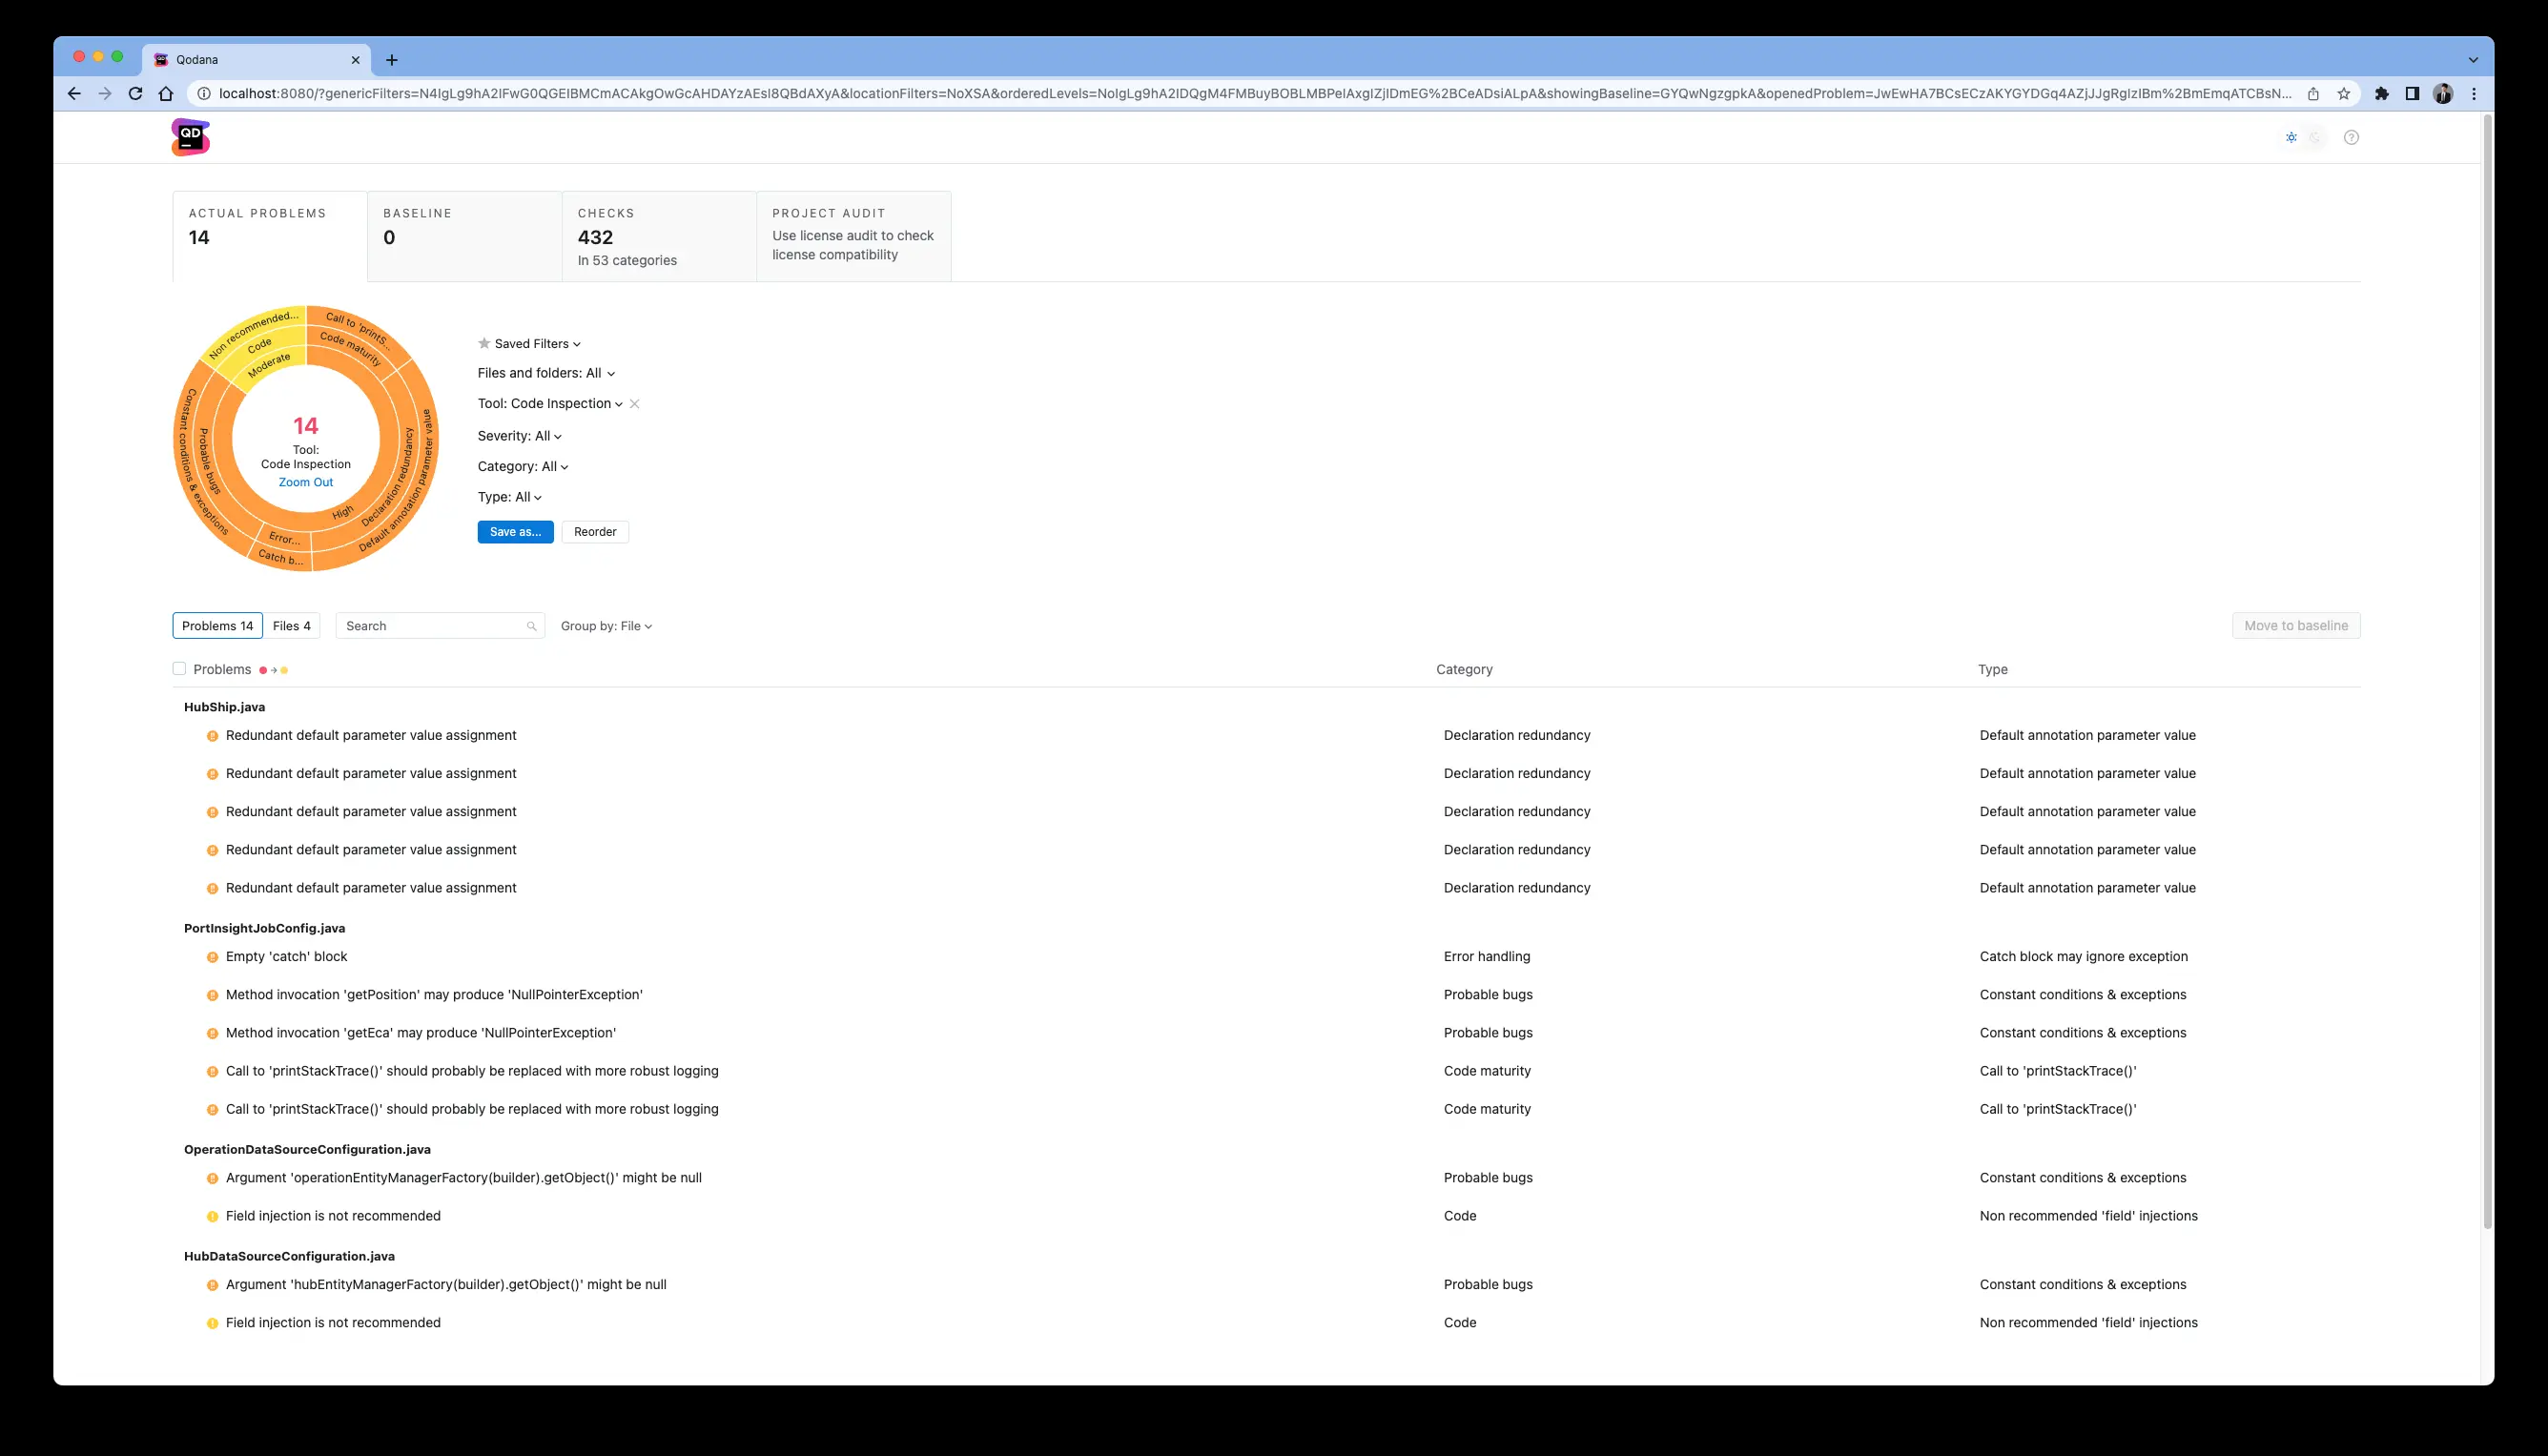 Qodana
localhost:8080/?genericFilters=N4IgLg9hA2IFwG0QGEIBMCmACAkgOwGcAHDAYzAEsI8QBdAXyA&locationFilters=NoXSA&orderedLevels=NoIgLg9hA2IDQgM4FMBuyBOBLMBPeIAxgIZjIDmEG%2BCeADsiALpA&showingBaseline=GYQwNgzgpkA&openedProblem=JwEwHA7BCsECzAKYGYDGq4AZjJJgRgIzIBm%2BmEmqATCBsN...
QD
ACTUAL PROBLEMS
14
BASELINE
0
CHECKS
432
In 53 categories
PROJECT AUDIT
Use license audit to check
license compatibility
Non recommended...
Code
Moderate
Call to 'printS...
Code maturity
Constant conditions & exceptions
Probable bugs
14
Tool:
Code Inspection
Zoom Out
High
Declaration redundancy
Default annotation parameter value
Error...
Catch b...
Saved Filters
Files and folders: All
Tool: Code Inspection
Severity: All
Category: All
Type: All
Save as... Reorder
Problems 14 Files 4 Search Group by: File Move to baseline
Problems Category Type
HubShip.java
Redundant default parameter value assignment Declaration redundancy Default annotation parameter value
Redundant default parameter value assignment Declaration redundancy Default annotation parameter value
Redundant default parameter value assignment Declaration redundancy Default annotation parameter value
Redundant default parameter value assignment Declaration redundancy Default annotation parameter value
Redundant default parameter value assignment Declaration redundancy Default annotation parameter value
PortInsightJobConfig.java
Empty 'catch' block Error handling Catch block may ignore exception
Method invocation 'getPosition' may produce 'NullPointerException' Probable bugs Constant conditions & exceptions
Method invocation 'getEca' may produce 'NullPointerException' Probable bugs Constant conditions & exceptions
Call to 'printStackTrace()' should probably be replaced with more robust logging Code maturity Call to 'printStackTrace()'
Call to 'printStackTrace()' should probably be replaced with more robust logging Code maturity Call to 'printStackTrace()'
OperationDataSourceConfiguration.java
Argument 'operationEntityManagerFactory(builder).getObject()' might be null Probable bugs Constant conditions & exceptions
Field injection is not recommended Code Non recommended 'field' injections
HubDataSourceConfiguration.java
Argument 'hubEntityManagerFactory(builder).getObject()' might be null Probable bugs Constant conditions & exceptions
Field injection is not recommended Code Non recommended 'field' injections